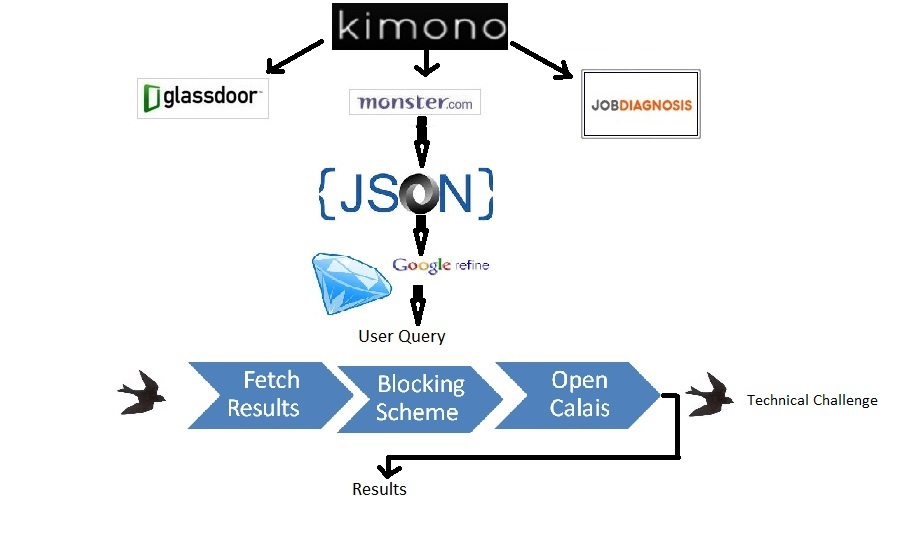 kimono
glassdoor
monster.com
JOBDIAGNOSIS
{JSON}
Google refine
User Query
Fetch
Results
Blocking
Scheme
Open
Calais
Technical Challenge
Results